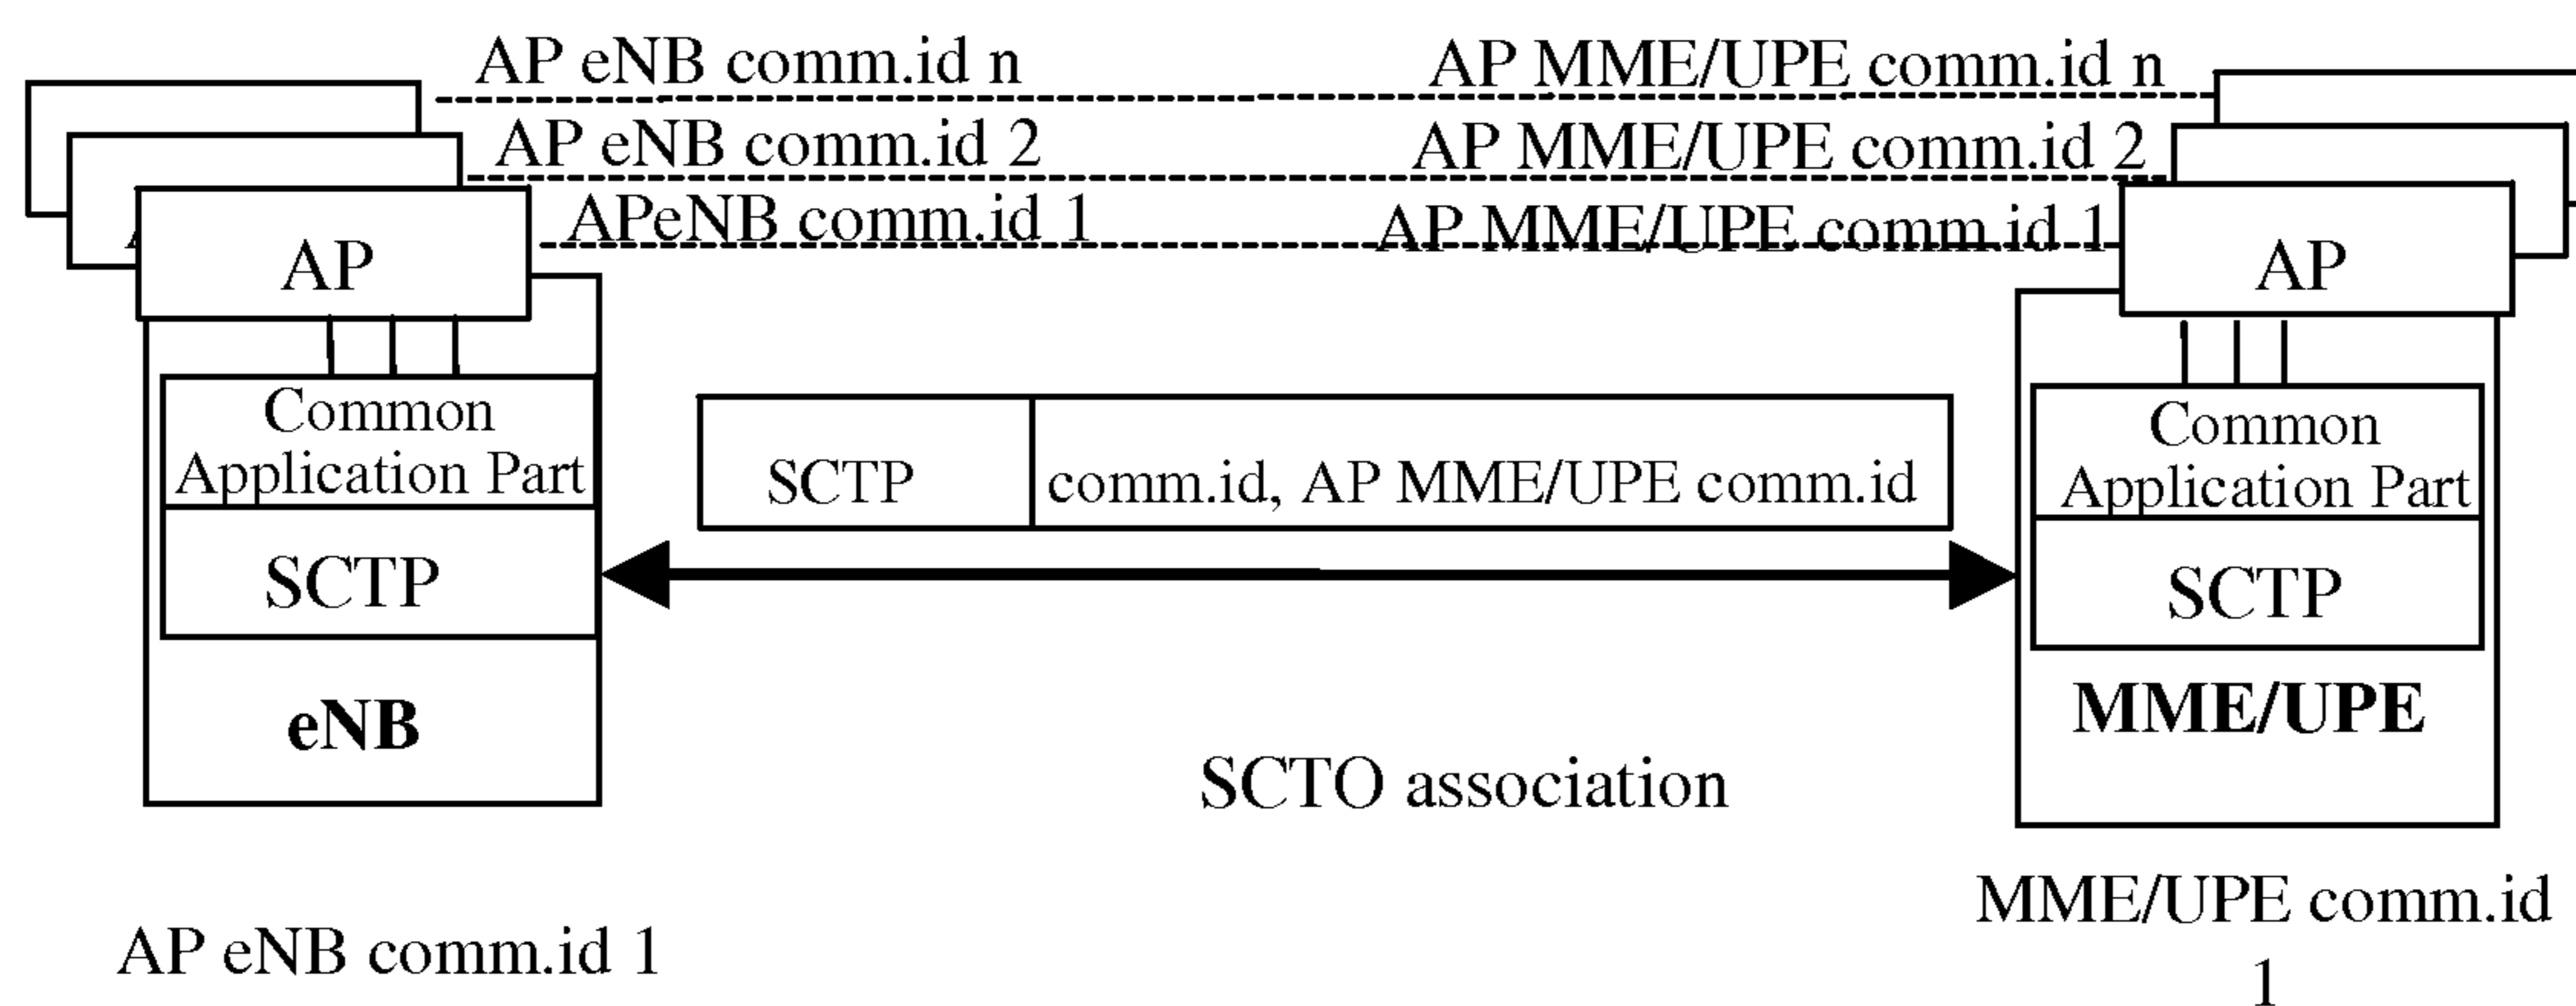 AP eNB comm.id n
AP MME/UPE comm.id n
AP eNB comm.id 2
AP MME/UPE comm.id 2
APeNB comm.id 1
AP MME/UPE comm.id 1
AP
AP
Common
Application Part
SCTP
eNB
SCTP
comm.id, AP MME/UPE comm.id
Common
Application Part
SCTP
MME/UPE
SCTO association
AP eNB comm.id 1
MME/UPE comm.id
1